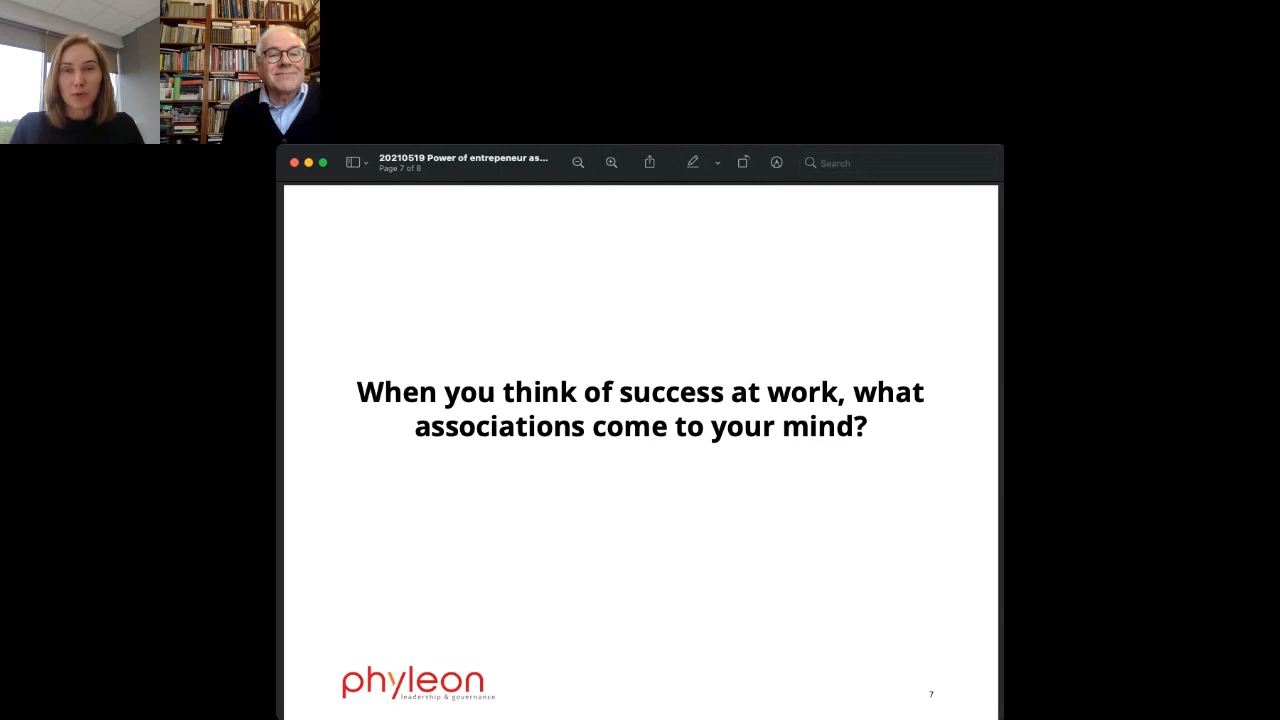 20210519 Power of entrepeneur as...
Page 7 of 8
Search
When you think of success at work, what
associations come to your mind?
phyleon
leadership & governance
7